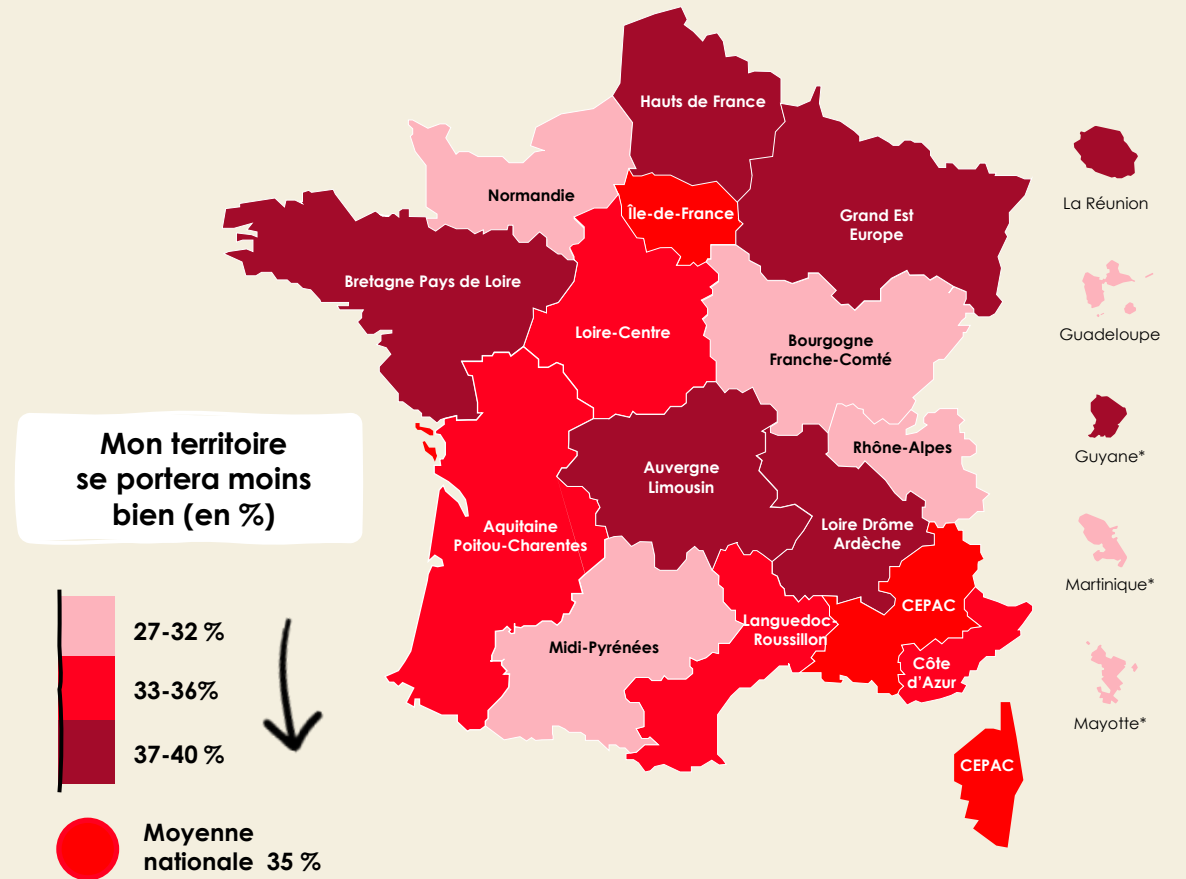 Hauts de France
Normandie
Île-de-France
Grand Est
Europe
Bretagne Pays de Loire
Loire-Centre
Bourgogne
Franche-Comté
Rhône-Alpes
Auvergne
Limousin
Loire Drôme
Ardèche
Aquitaine
Poitou-Charentes
CEPAC
Languedoc-
Roussillon
Midi-Pyrénées
Côte
d'Azur
CEPAC
La Réunion
Guadeloupe
Guyane*
Martinique*
Mayotte*
Mon territoire
se portera moins
bien (en %)
27-32 %
33-36%
37-40 %
Moyenne
nationale 35 %